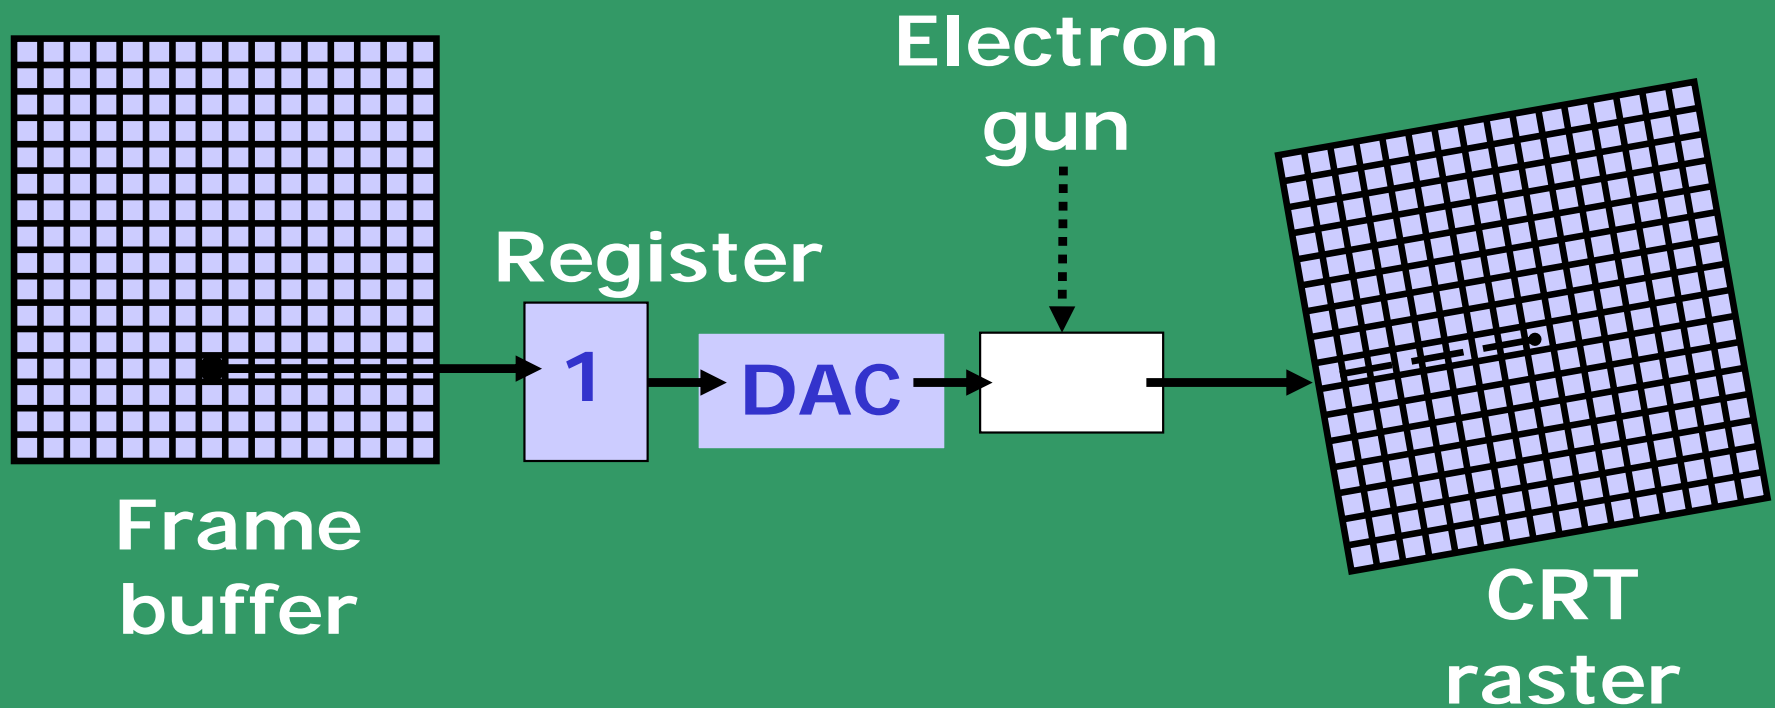 Electron
gun
Register
1
DAC
Frame
buffer
CRT
raster